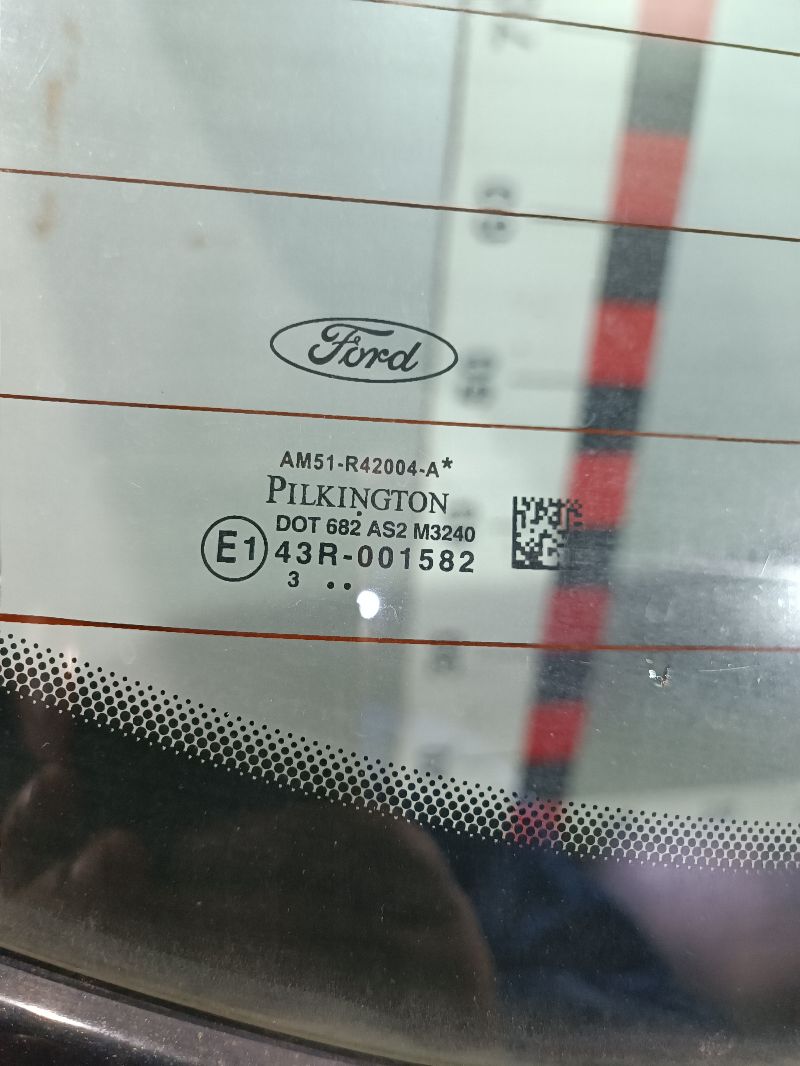 Ford
AM51-R42004-A*
PILKINGTON
DOT 682 AS2 M3240
E1 43R-001582
3 ••